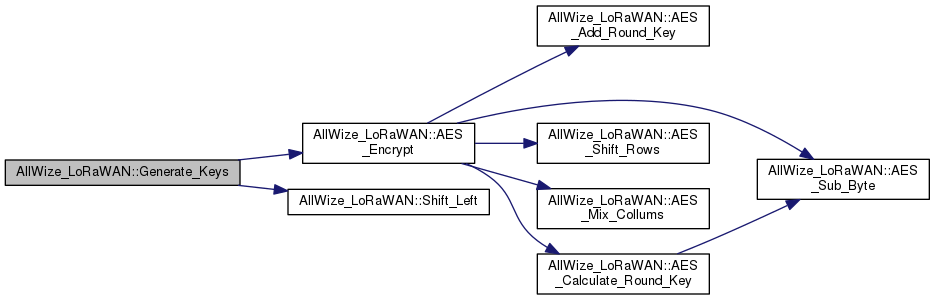 AllWize_LoRaWAN::Generate_Keys
AllWize_LoRaWAN::AES
_Encrypt
AllWize_LoRaWAN::Shift_Left
AllWize_LoRaWAN::AES
_Add_Round_Key
AllWize_LoRaWAN::AES
_Shift_Rows
AllWize_LoRaWAN::AES
_Mix_Collums
AllWize_LoRaWAN::AES
_Calculate_Round_Key
AllWize_LoRaWAN::AES
_Sub_Byte